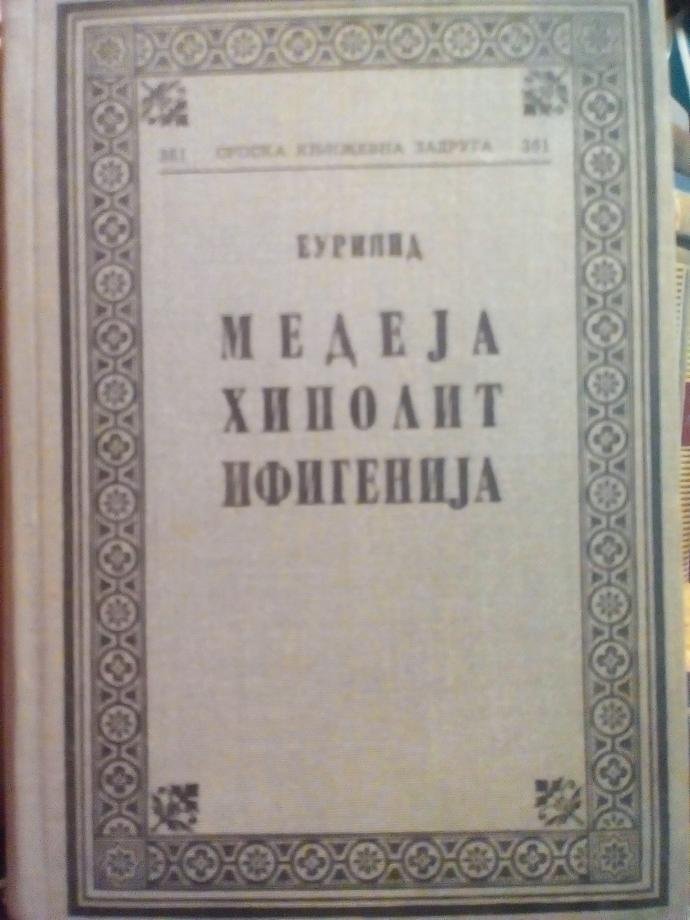 361 СРПСКА КЊИЖЕВНА ЗАДРУГА 361
ЕУРИПИД
МЕДЕЈА
ХИПОЛИТ
ИФИГЕНИЈА